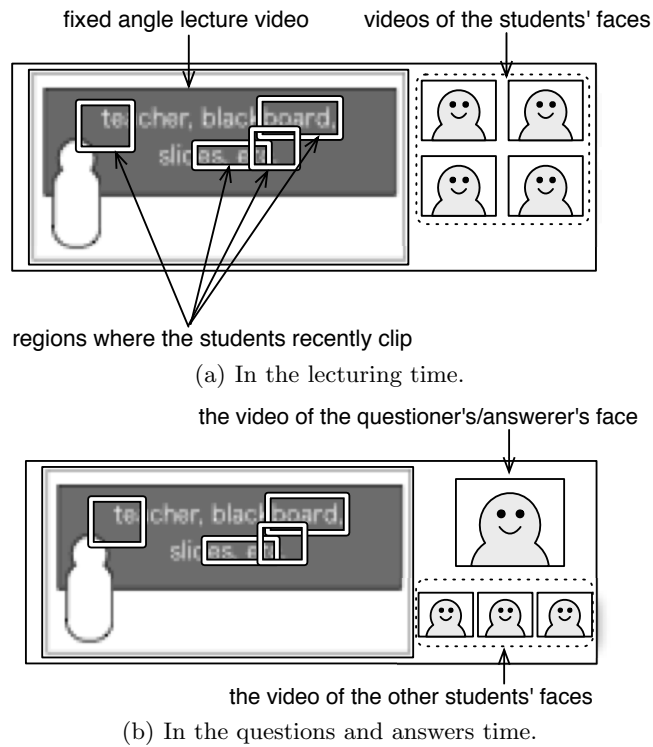 fixed angle lecture video
videos of the students' faces
teacher, blackboard,
slides, etc.
regions where the students recently clip
(a) In the lecturing time.
the video of the questioner's/answerer's face
teacher, blackboard,
slides, etc.
the video of the other students' faces
(b) In the questions and answers time.